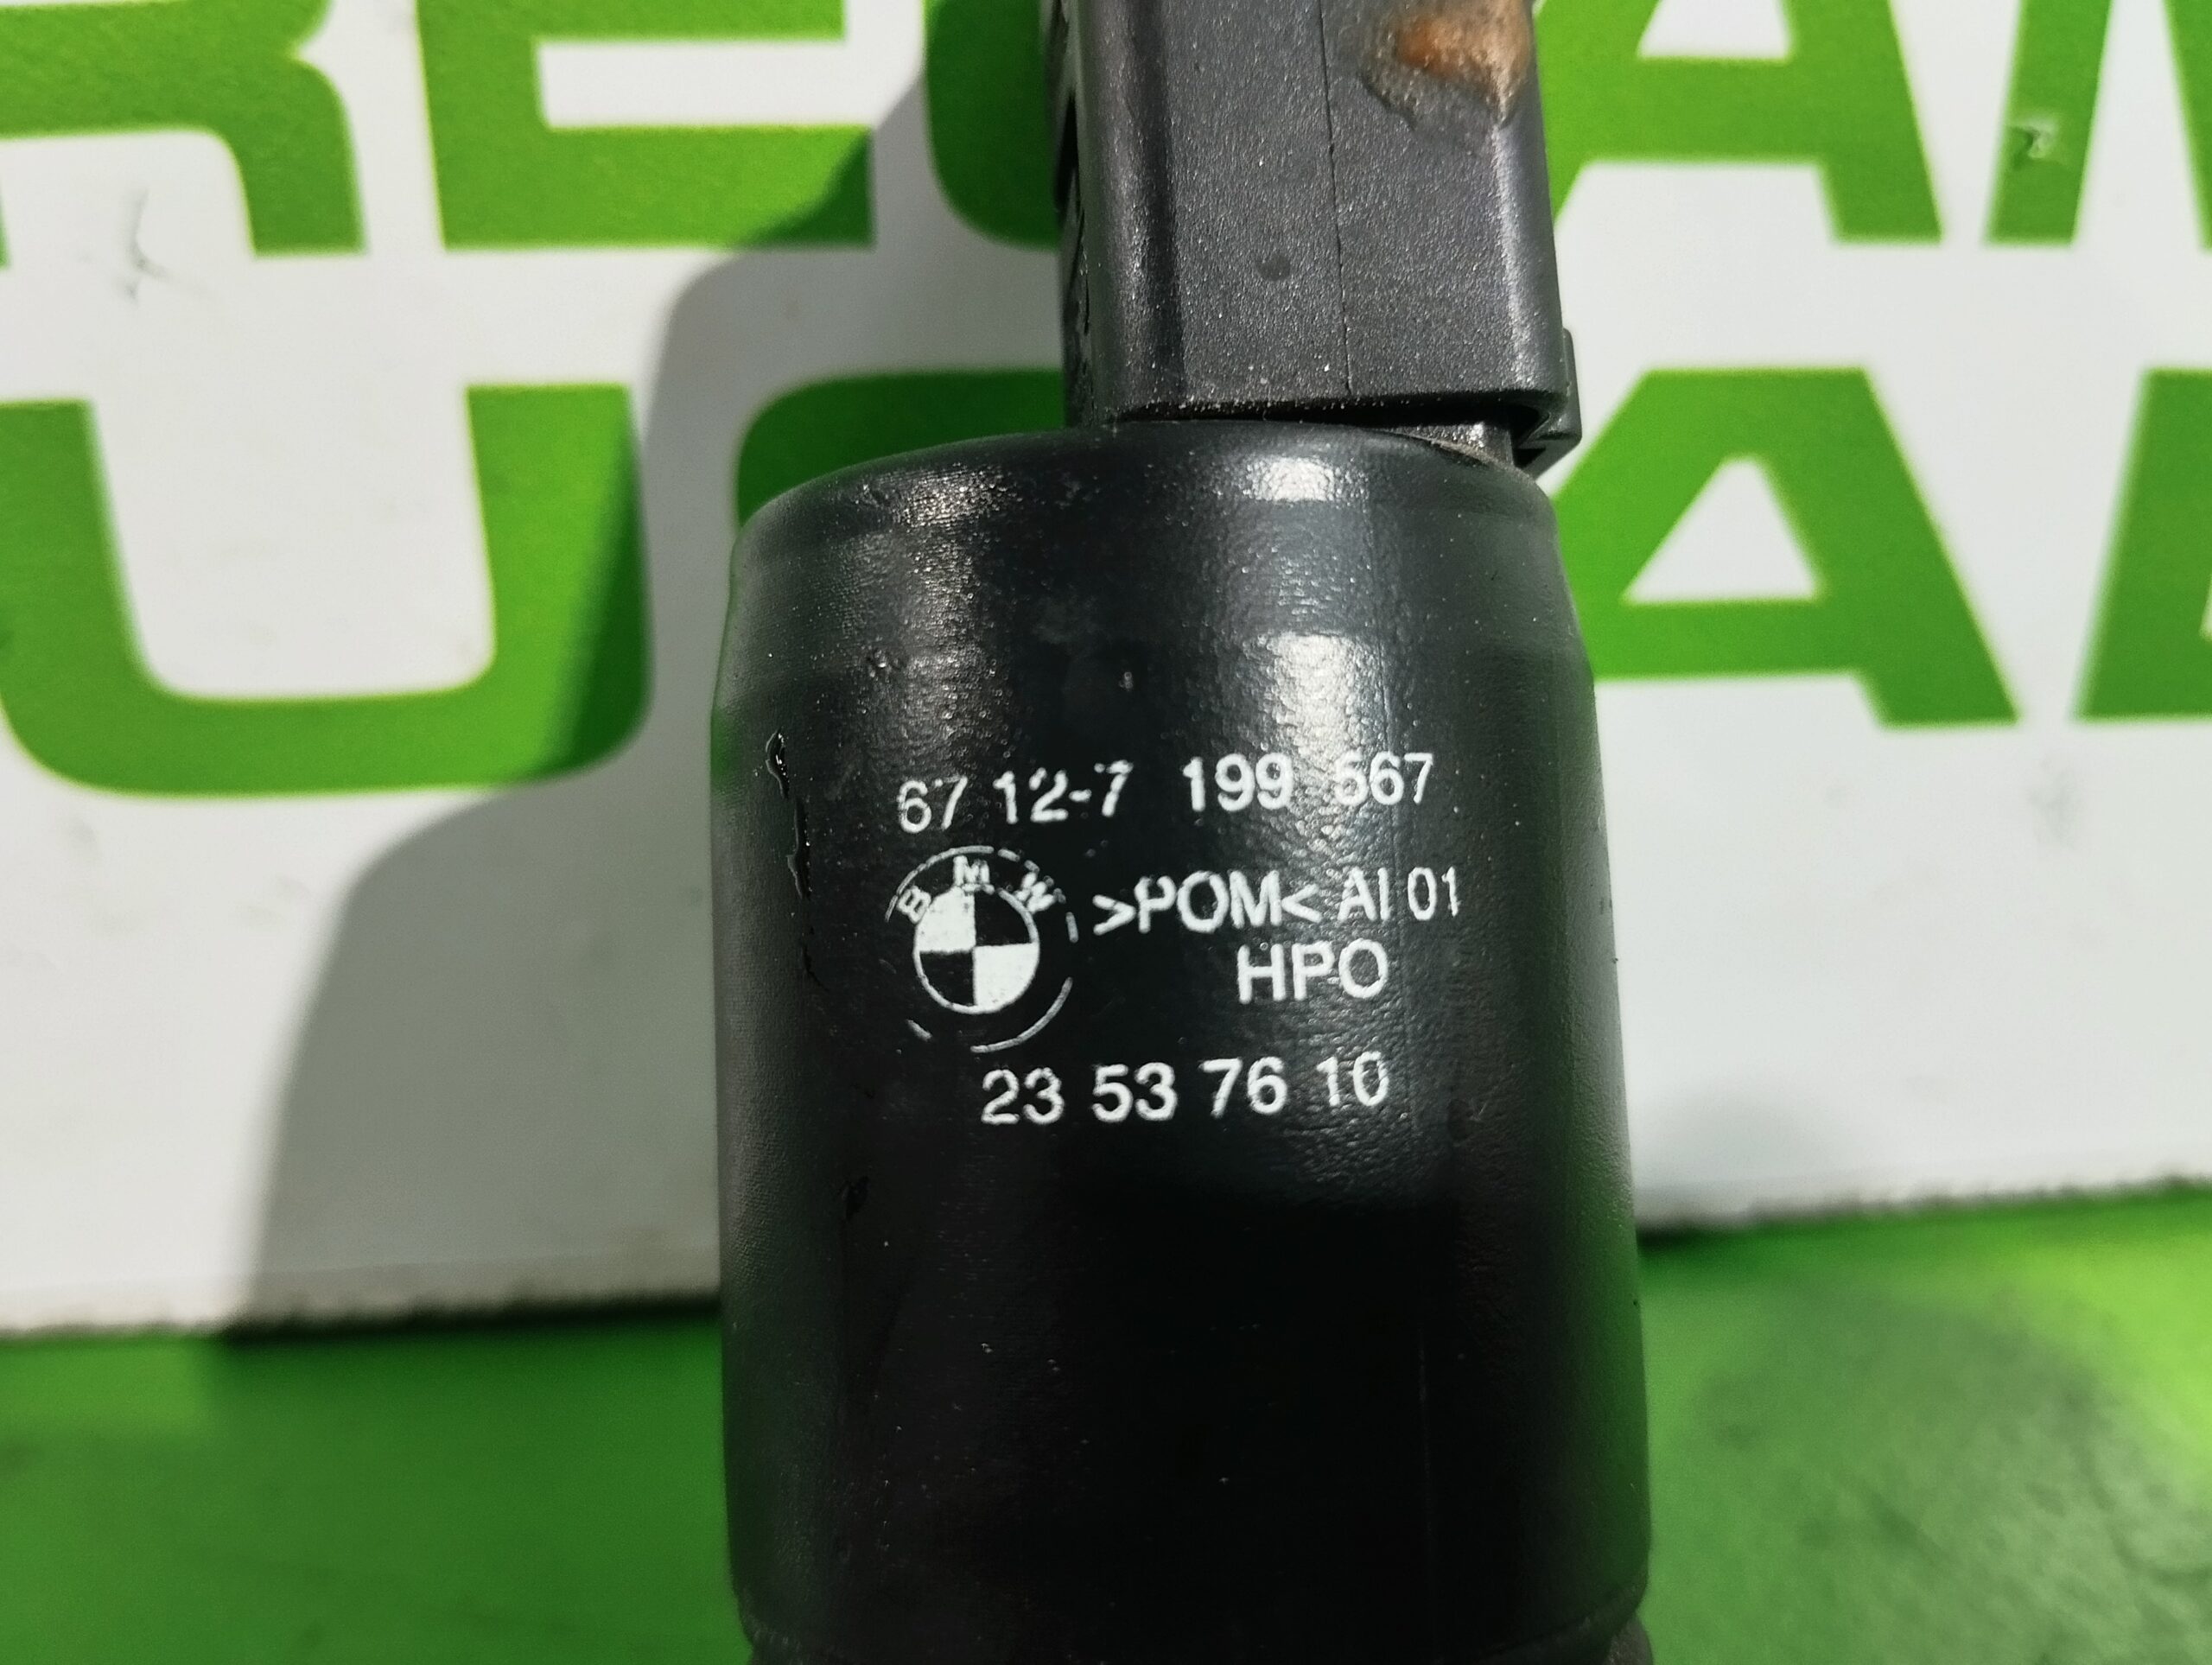 67 12-7 199 567
BMW
>POM< AI 01
HPO
23 53 76 10